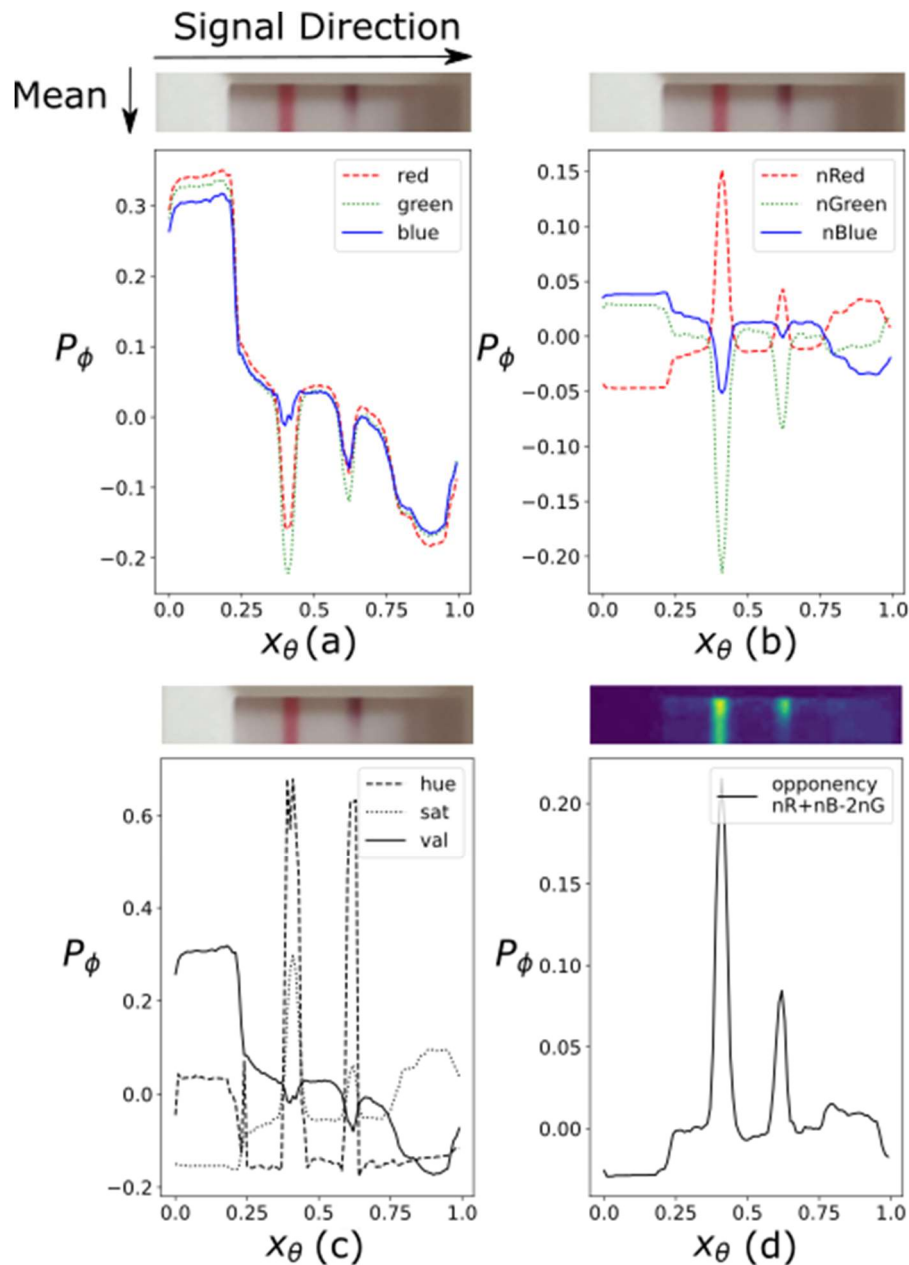 Signal Direction
Mean
red
green
blue
0.3
0.2
0.1
0.0
−0.1
−0.2
P𝜙
0.0 0.25 0.5 0.75 1.0
x𝜃 (a)
nRed
nGreen
nBlue
0.15
0.10
0.05
0.00
−0.05
−0.10
−0.15
−0.20
P𝜙
0.0 0.25 0.5 0.75 1.0
x𝜃 (b)
hue
sat
val
0.6
0.4
0.2
0.0
−0.2
P𝜙
0.0 0.25 0.5 0.75 1.0
x𝜃 (c)
opponency
nR+nB-2nG
0.20
0.15
0.10
0.05
0.00
P𝜙
0.0 0.25 0.5 0.75 1.0
x𝜃 (d)